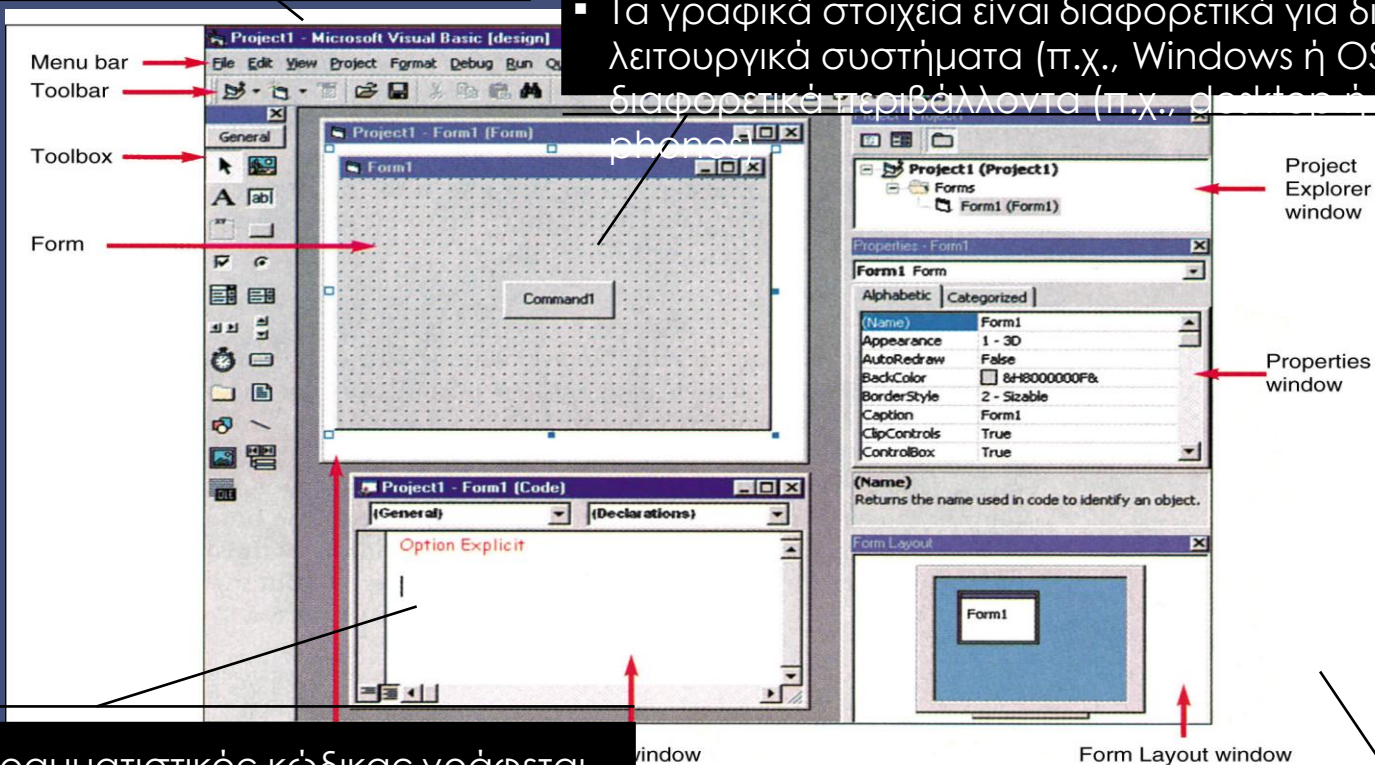 Τα γραφικά στοιχεία είναι διαφορετικά για
λειτουργικά συστήματα (π.χ., Windows ή
διαφορετικά περιβάλλοντα (π.χ., desktop ή
phones)
Project1 - Microsoft Visual Basic [design]
Menu bar
File Edit View Project Format Debug Run
Toolbar
General
Toolbox
Form
Project1 - Form1 (Form)
Form1
Command1
Project1 - Form1 (Code)
(General) (Declarations)
Option Explicit
Project1 (Project1)
Forms
Form1 (Form1)
Project
Explorer
window
Properties - Form1
Form1 Form
Alphabetic Categorized
(Name) Form1
Appearance 1 - 3D
AutoRedraw False
BackColor &H8000000F&
BorderStyle 2 - Sizable
Caption Form1
ClipControls True
ControlBox True
Properties
window
(Name)
Returns the name used in code to identify an object.
Form Layout
Form1
OLE
κώδικας γράφεται
window
Form Layout window